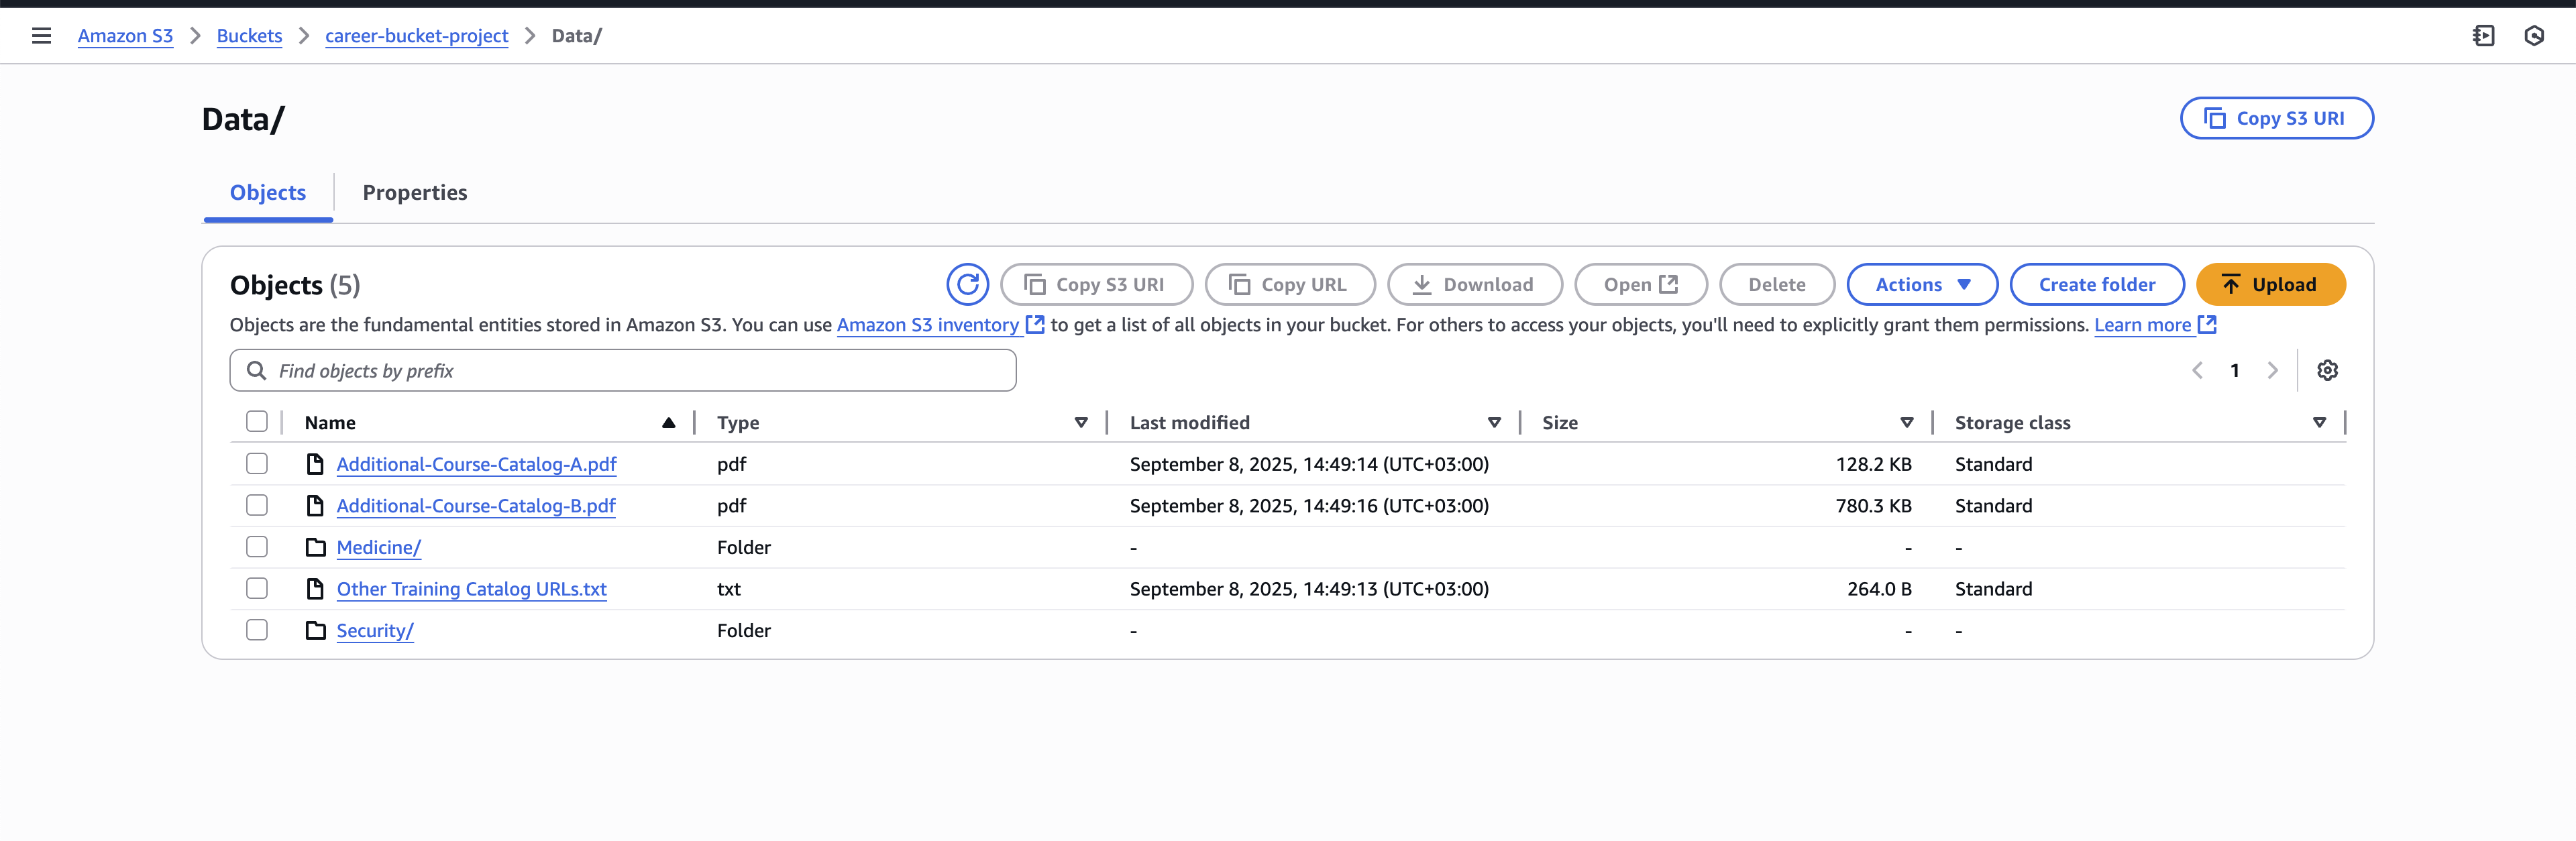 Amazon S3 > Buckets > career-bucket-project > Data/
Data/
Copy S3 URI
Objects
Properties
Objects (5)
Copy S3 URI
Copy URL
Download
Open
Delete
Actions
Create folder
Upload
Objects are the fundamental entities stored in Amazon S3. You can use Amazon S3 inventory to get a list of all objects in your bucket. For others to access your objects, you'll need to explicitly grant them permissions. Learn more
Find objects by prefix
1
Name Type Last modified Size Storage class
Additional-Course-Catalog-A.pdf pdf September 8, 2025, 14:49:14 (UTC+03:00) 128.2 KB Standard
Additional-Course-Catalog-B.pdf pdf September 8, 2025, 14:49:16 (UTC+03:00) 780.3 KB Standard
Medicine/ Folder - - -
Other Training Catalog URLs.txt txt September 8, 2025, 14:49:13 (UTC+03:00) 264.0 B Standard
Security/ Folder - - -